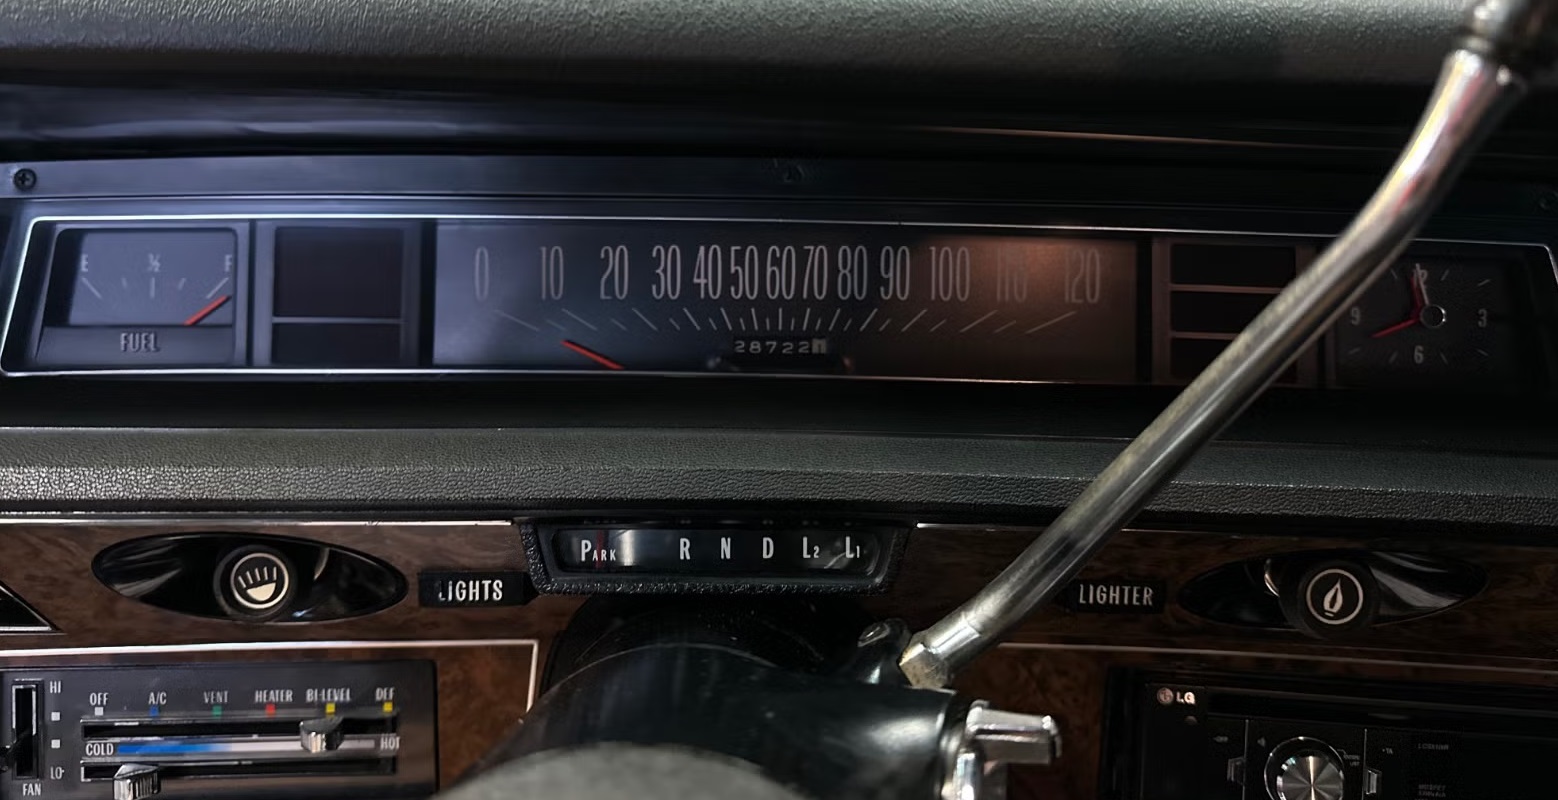 E ½ F
FUEL
0 10 20 30 40 50 60 70 80 90 100 110 120
28722
12
9 3
6
PARK R N D L2 L1
LIGHTS
LIGHTER
HI
OFF A/C VENT HEATER BI-LEVEL DEF
COLD HOT
LO
FAN
LG